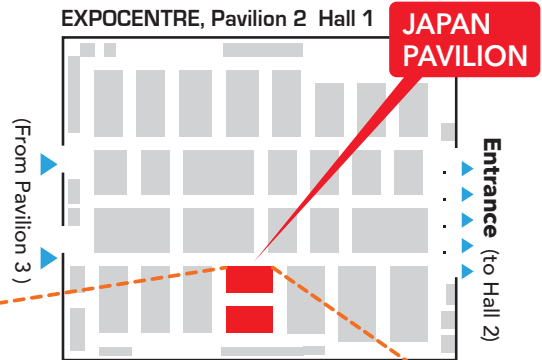 EXPOCENTRE, Pavilion 2 Hall 1
JAPAN
PAVILION
(From Pavilion 3 )
Entrance (to Hall 2)